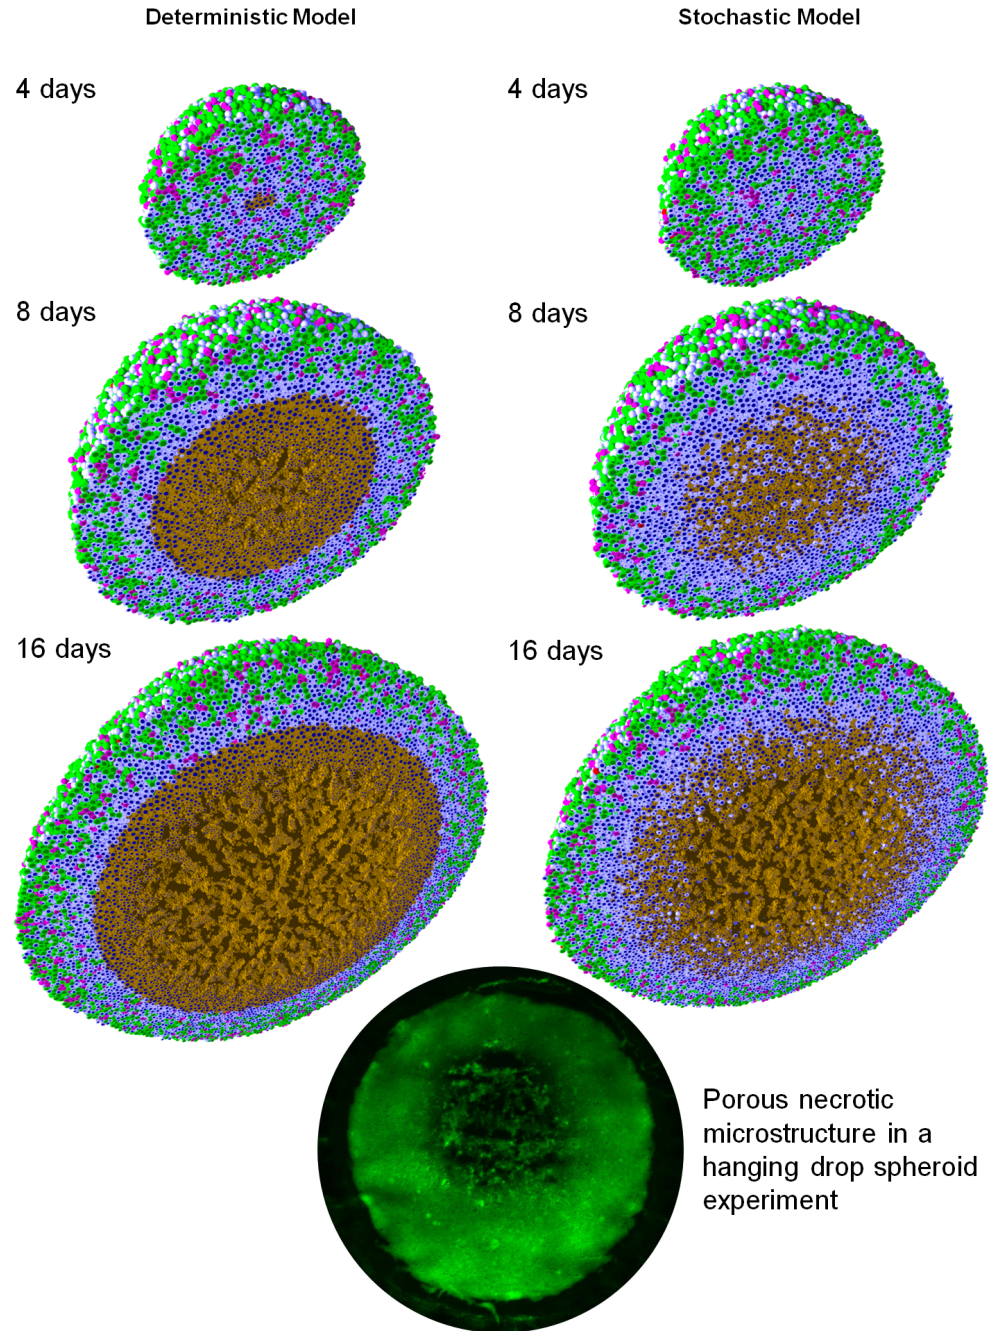 Deterministic Model
Stochastic Model
4 days
4 days
8 days
8 days
16 days
16 days
Porous necrotic
microstructure in a
hanging drop spheroid
experiment